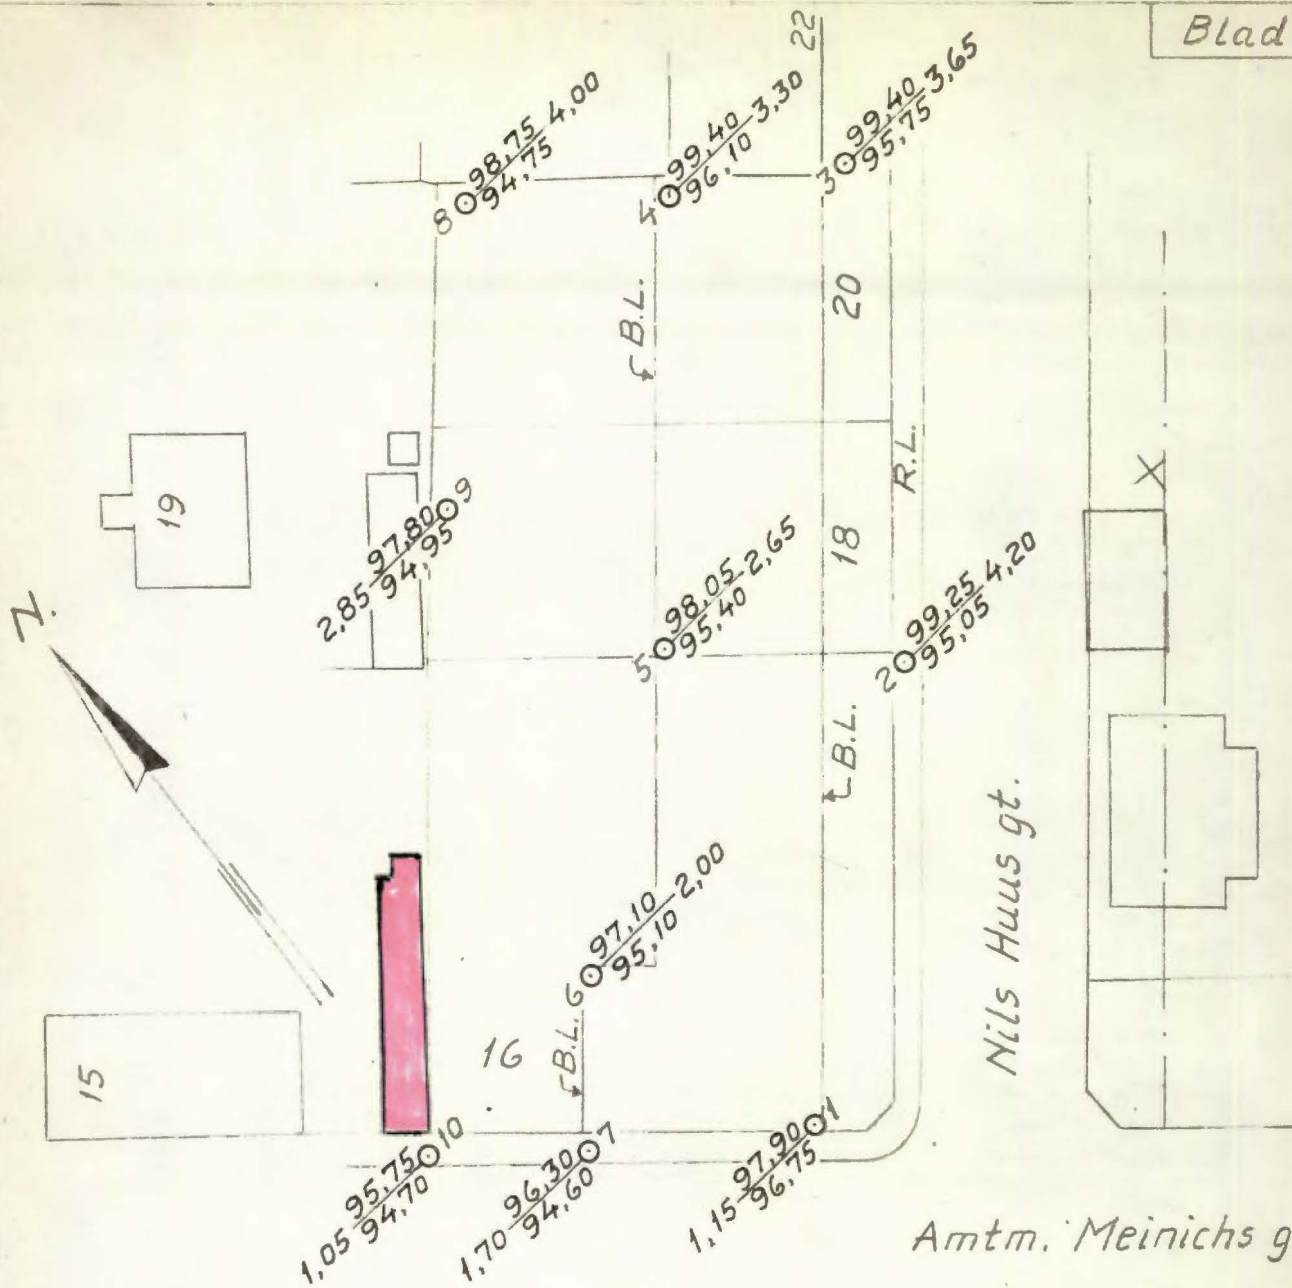 Blad
22
8 98,75 4,00
94,75
4 99,40 3,30
96,10
3 99,40 3,65
95,75
B.L.
20
R.L.
X
19
9
2,85 97,80
94,95
18
5 98,05 2,65
95,40
2 99,25 4,20
95,05
Z.
B.L.
Nils Huus gt.
6 97,10 2,00
95,10
16
B.L.
15
10
1,05 95,75
94,70
7
1,70 96,30
94,60
1
1,15 97,90
96,75
Amtm. Meinichs g